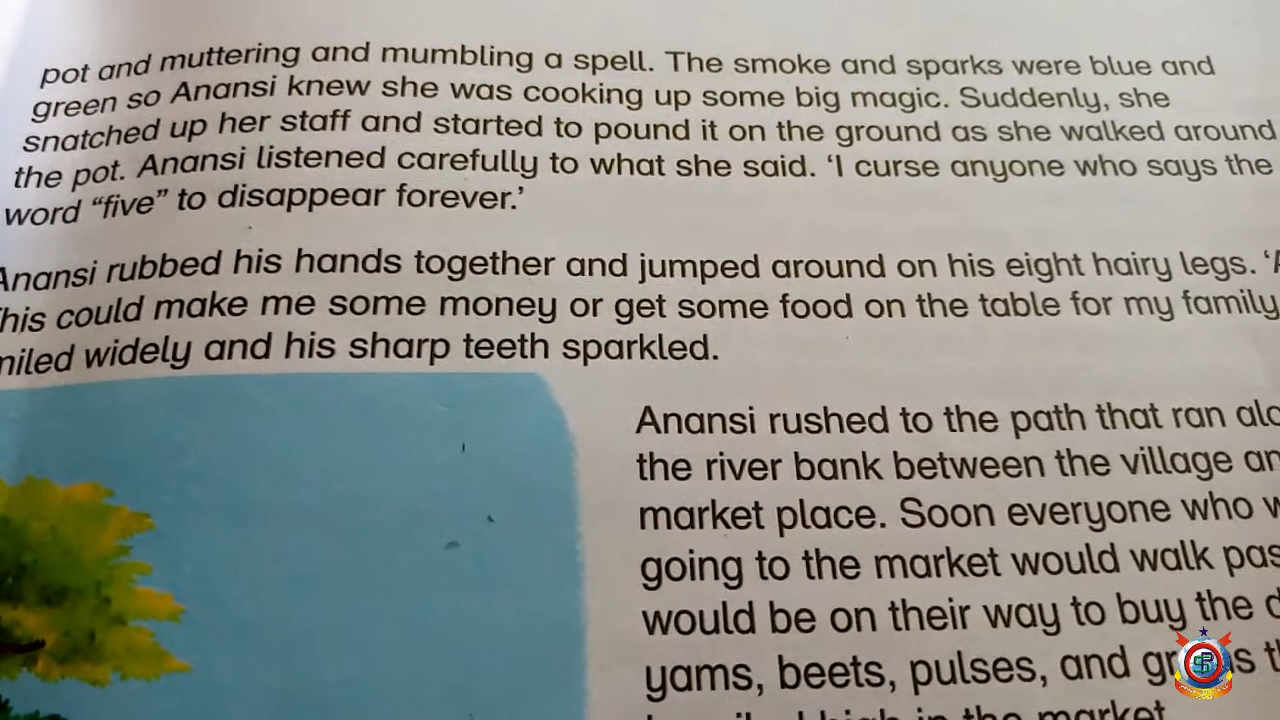 pot and muttering and mumbling a spell. The smoke and sparks were blue and
green so Anansi knew she was cooking up some big magic. Suddenly, she
snatched up her staff and started to pound it on the ground as she walked around
the pot. Anansi listened carefully to what she said. ‘I curse anyone who says the
word “five” to disappear forever.’
Anansi rubbed his hands together and jumped around on his eight hairy legs. ‘A
his could make me some money or get some food on the table for my family
miled widely and his sharp teeth sparkled.
Anansi rushed to the path that ran alo
the river bank between the village an
market place. Soon everyone who w
going to the market would walk pas
would be on their way to buy the d
yams, beets, pulses, and th
high in the market